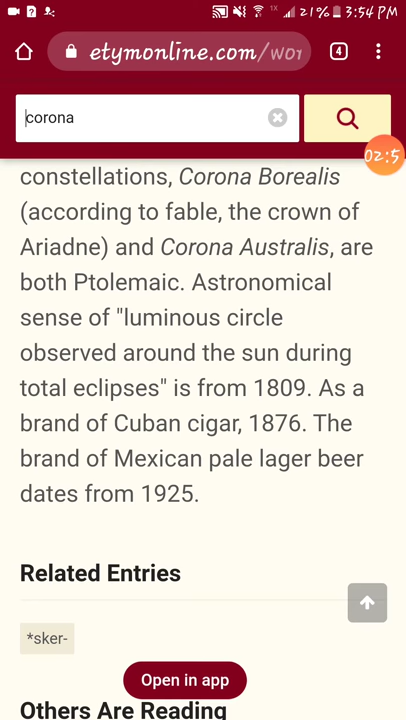 21% 3:54 PM
etymonline.com/wor
4
corona
02:5
constellations, Corona Borealis
(according to fable, the crown of
Ariadne) and Corona Australis, are
both Ptolemaic. Astronomical
sense of "luminous circle
observed around the sun during
total eclipses" is from 1809. As a
brand of Cuban cigar, 1876. The
brand of Mexican pale lager beer
dates from 1925.
Related Entries
*sker-
Open in app
Others Are Reading